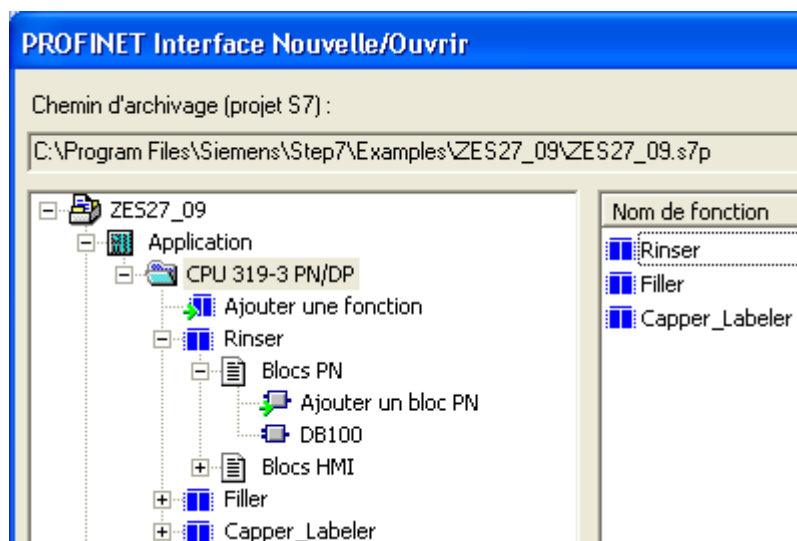 PROFINET Interface Nouvelle/Ouvrir
Chemin d'archivage (projet S7) :
C:\Program Files\Siemens\Step7\Examples\ZES27_09\ZES27_09.s7p
ZES27_09
Application
CPU 319-3 PN/DP
Ajouter une fonction
Rinser
Blocs PN
Ajouter un bloc PN
DB100
Blocs HMI
Filler
Capper_Labeler
Nom de fonction
Rinser
Filler
Capper_Labeler